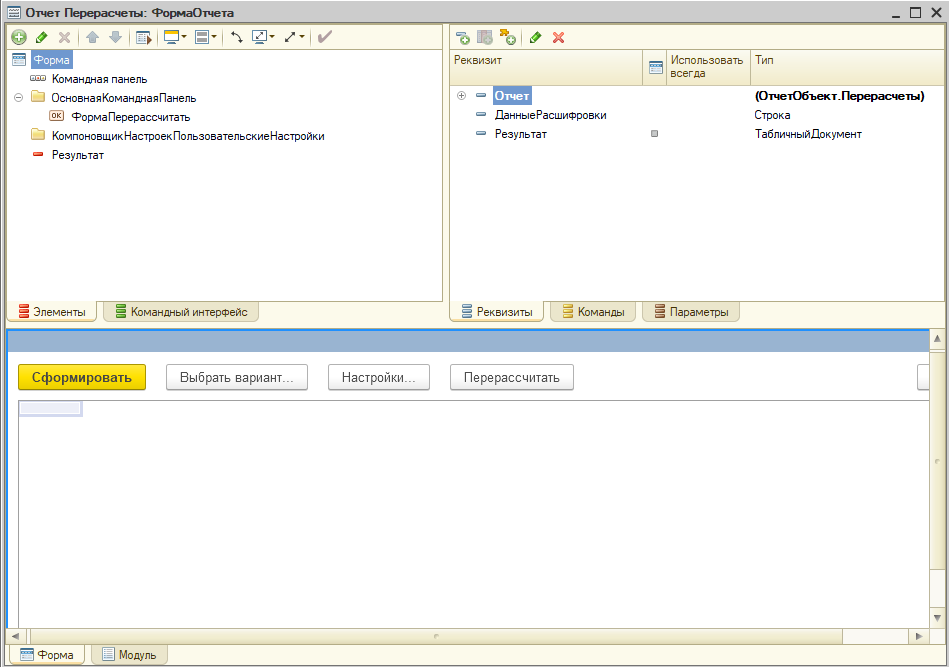 Отчет Перерасчеты: ФормаОтчета
Форма
Командная панель
ОсновнаяКоманднаяПанель
OK ФормаПерерассчитать
КомпоновщикНастроекПользовательскиеНастройки
Результат
Элементы
Командный интерфейс
Реквизит
Использовать всегда
Тип
Отчет
(ОтчетОбъект.Перерасчеты)
ДанныеРасшифровки
Строка
Результат
ТабличныйДокумент
Реквизиты
Команды
Параметры
Сформировать
Выбрать вариант...
Настройки...
Перерассчитать
Форма
Модуль